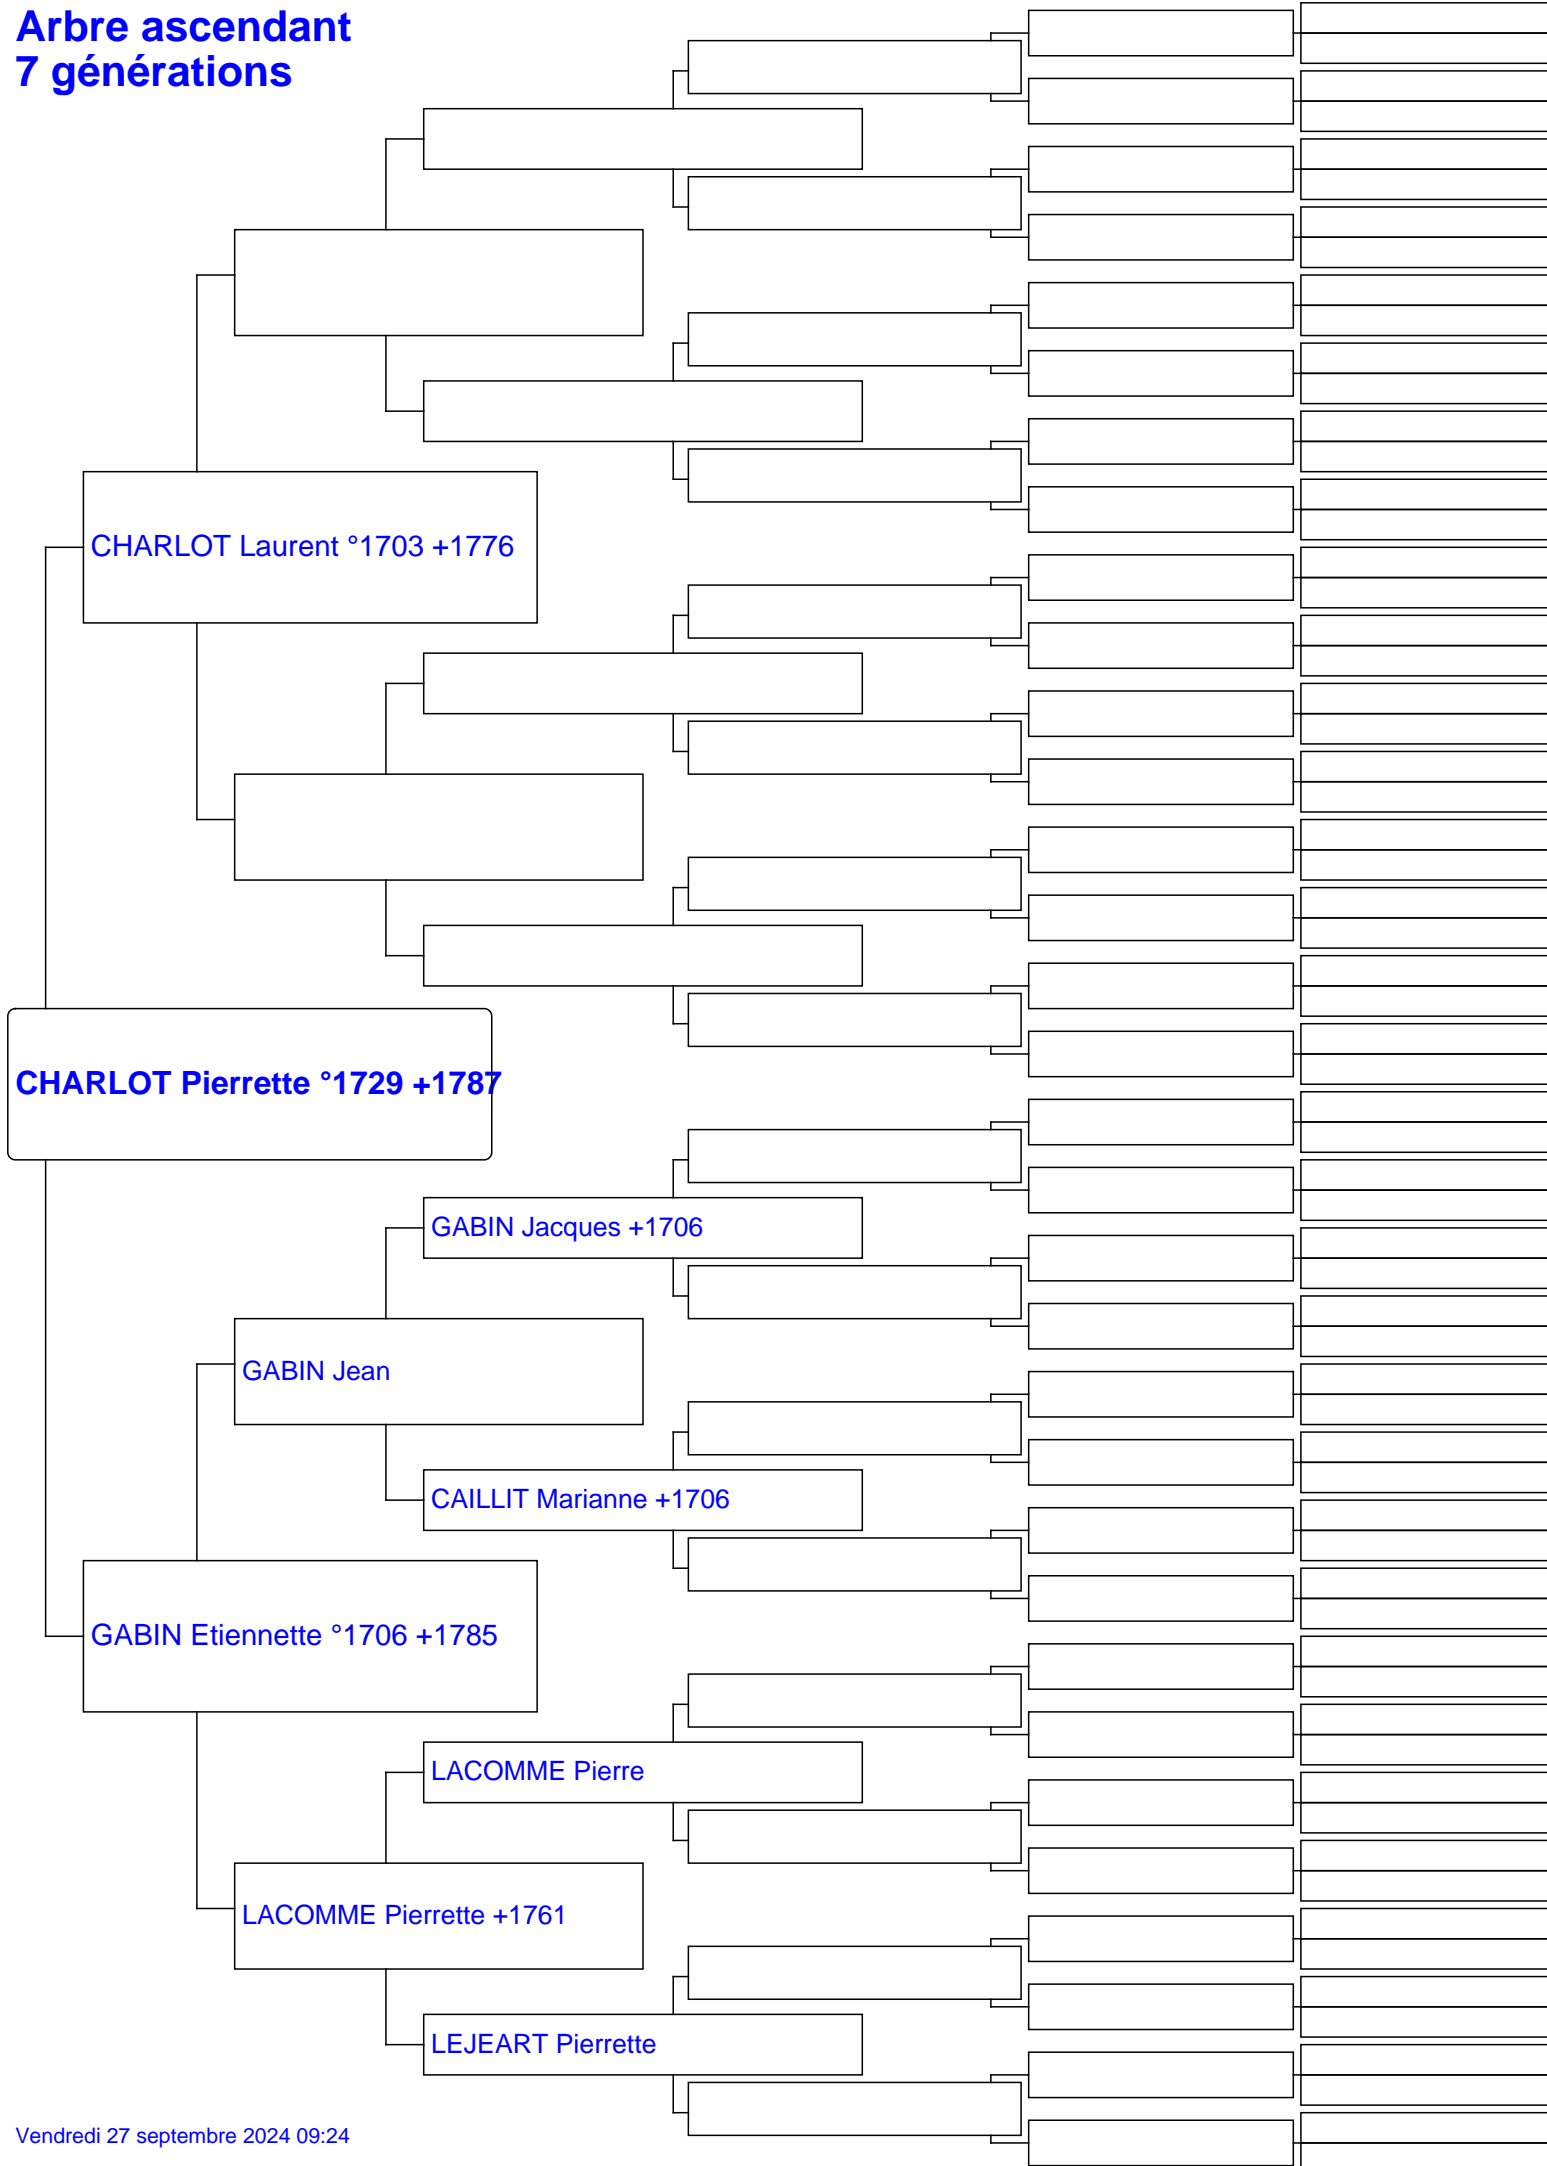 Arbre ascendant
7 générations
CHARLOT Laurent °1703 +1776
CHARLOT Pierrette °1729 +1787
GABIN Jacques +1706
GABIN Jean
CAILLIT Marianne +1706
GABIN Etiennette °1706 +1785
LACOMME Pierre
LACOMME Pierrette +1761
LEJEART Pierrette
Vendredi 27 septembre 2024 09:24